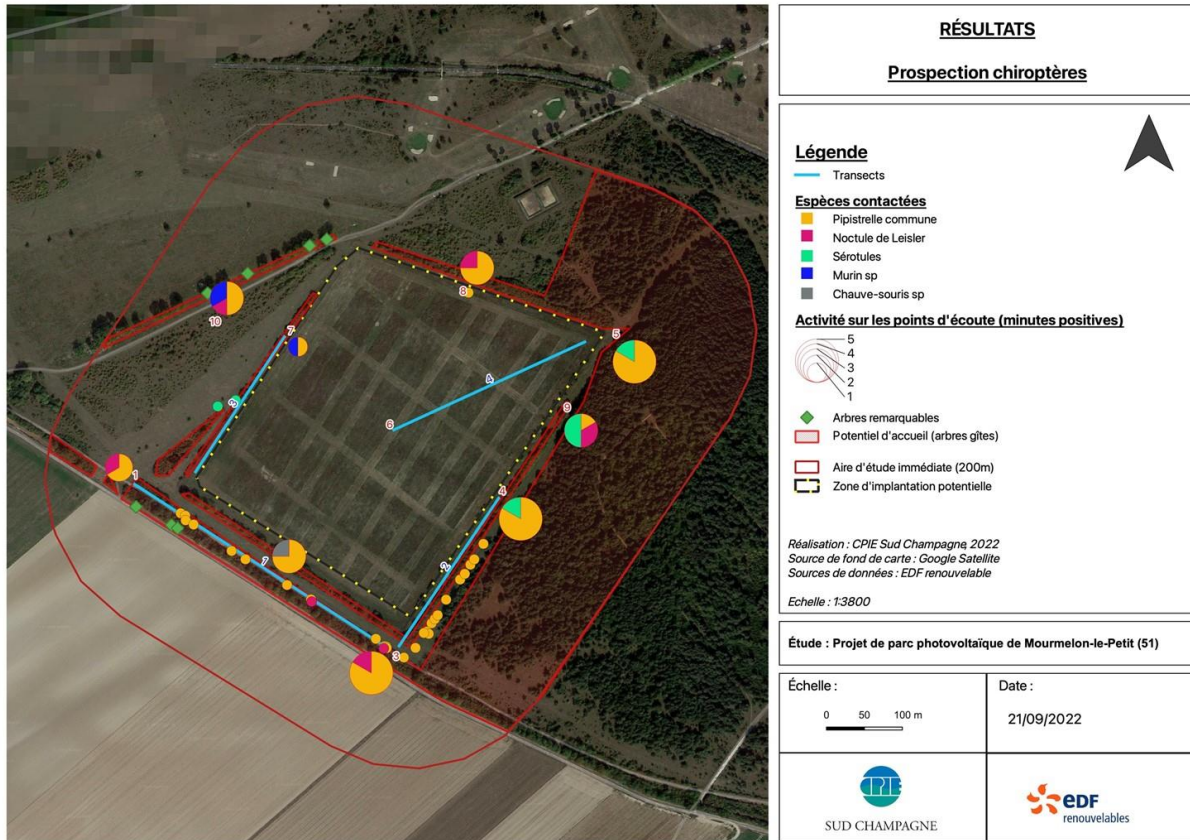 RÉSULTATS
Prospection chiroptères
Légende
Transects
Espèces contactées
Pipistrelle commune
Noctule de Leisler
Sérotules
Murin sp
Chauve-souris sp
Activité sur les points d'écoute (minutes positives)
5
4
3
2
1
Arbres remarquables
Potentiel d'accueil (arbres gîtes)
Aire d'étude immédiate (200m)
Zone d'implantation potentielle
Réalisation : CPIE Sud Champagne, 2022
Source de fond de carte : Google Satellite
Sources de données : EDF renouvelable
Echelle : 1:3800
Étude : Projet de parc photovoltaïque de Mourmelon-le-Petit (51)
Échelle :
0 50 100 m
Date :
21/09/2022
CPIE
SUD CHAMPAGNE
edf
renouvelables
8
10
7
5
4
3
9
6
1
4
2
1
3